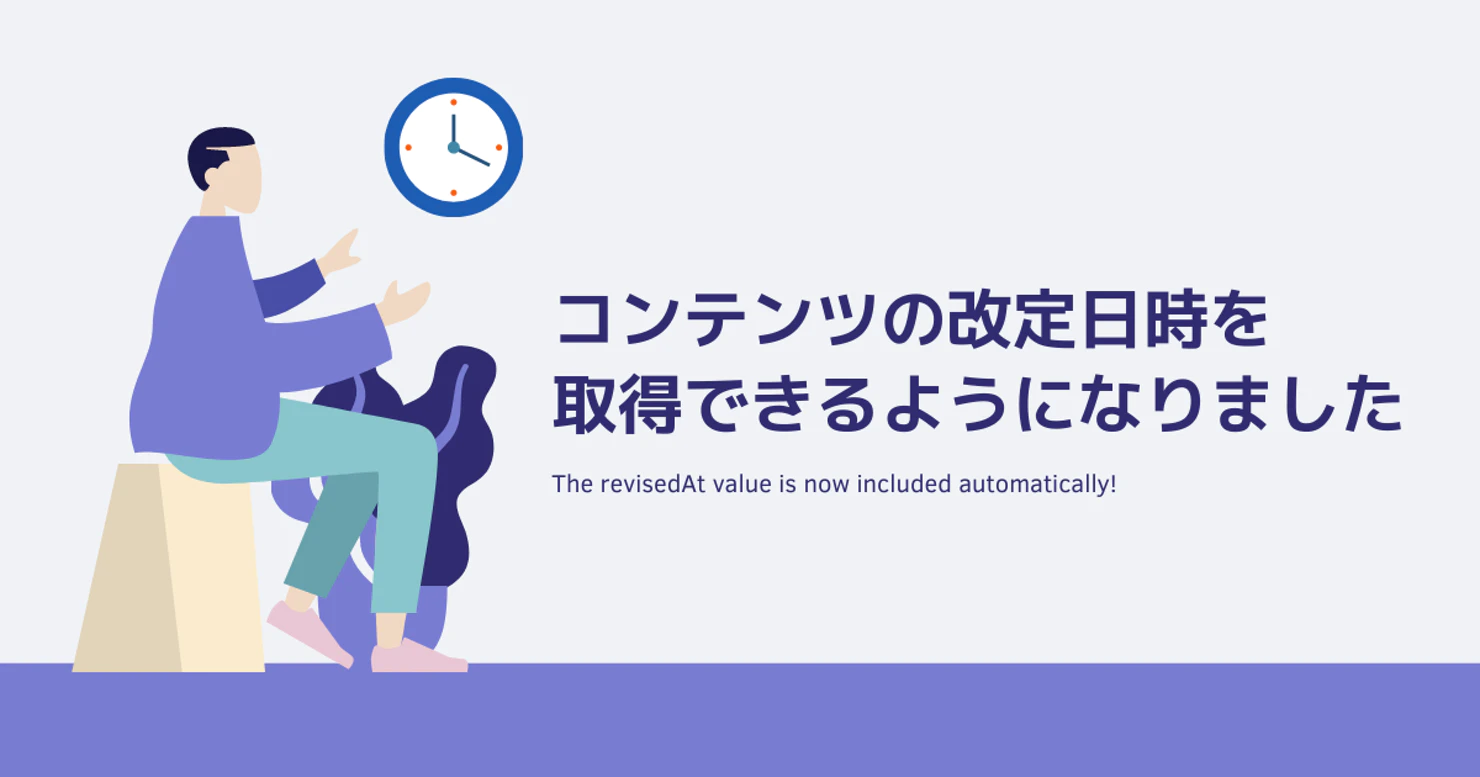 コンテンツの改定日時を
取得できるようになりました
The revisedAt value is now included automatically!